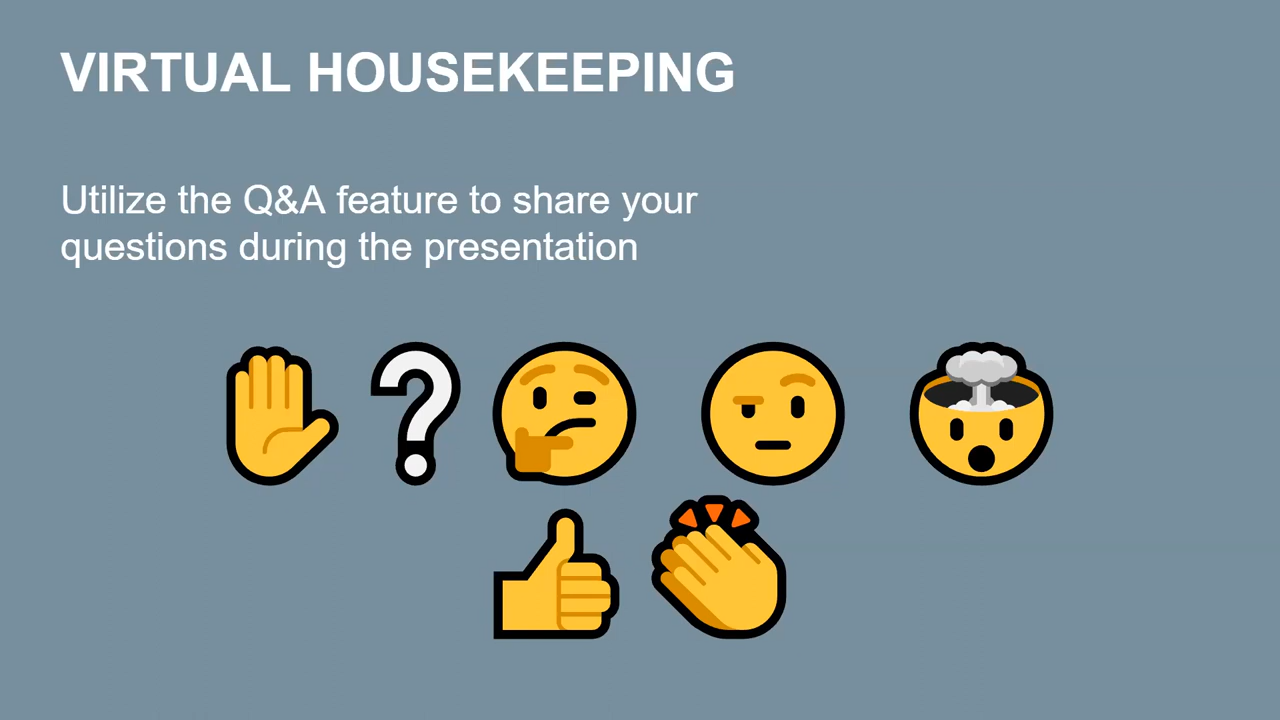 VIRTUAL HOUSEKEEPING
Utilize the Q&A feature to share your
questions during the presentation